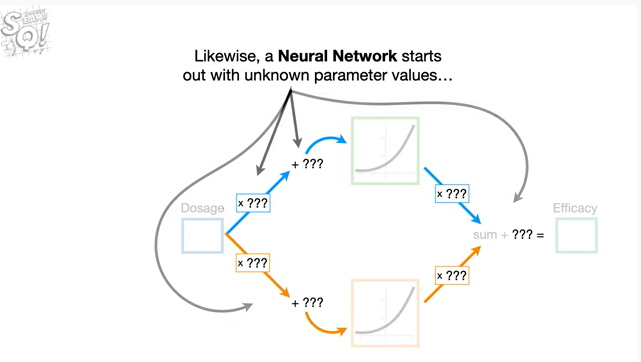 Likewise, a Neural Network starts
out with unknown parameter values…
+ ???
x ???
x ???
Dosage
Efficacy
sum + ??? =
x ???
x ???
+ ???